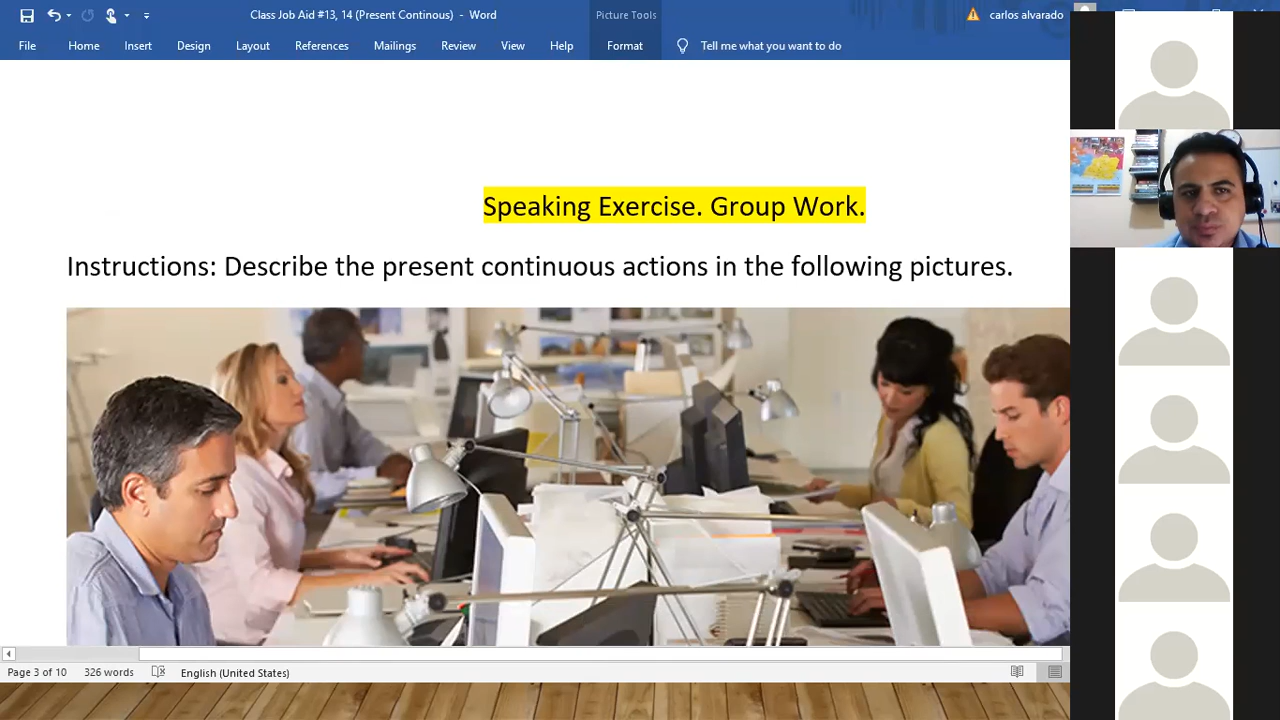 Class Job Aid #13, 14 (Present Continous) - Word
Picture Tools
carlos alvarado
File Home Insert Design Layout References Mailings Review View Help Format Tell me what you want to do
Speaking Exercise. Group Work.
Instructions: Describe the present continuous actions in the following pictures.
Page 3 of 10 326 words English (United States)